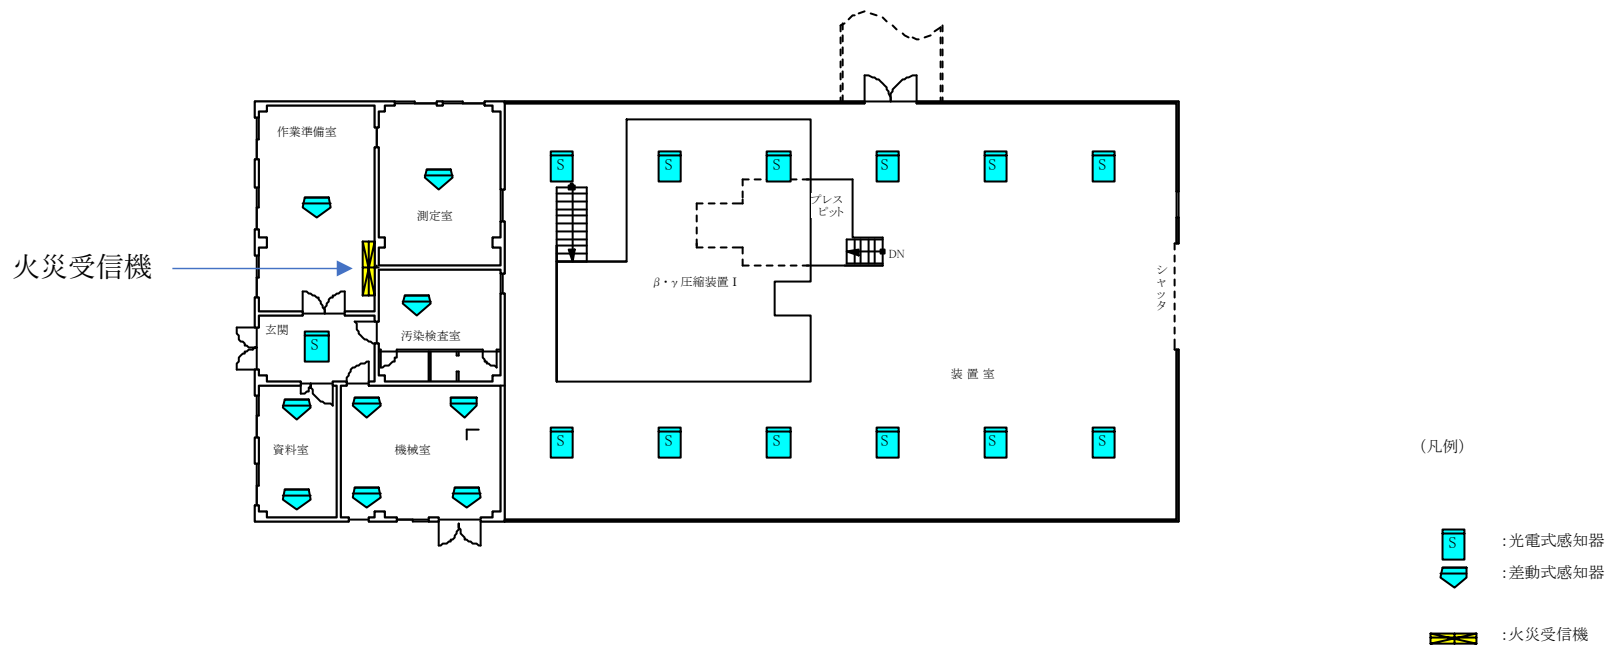 作業準備室
S
S
S
S
S
S
プレス
ピット
測定室
火災受信機
DN
β・γ圧縮装置Ⅰ
シャッタ
玄関
S
汚染検査室
装置室
S
S
S
S
S
S
資料室
機械室
(凡例)
S :光電式感知器
:差動式感知器
:火災受信機